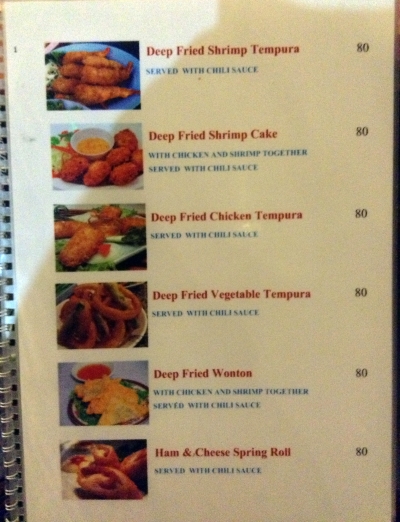 1
Deep Fried Shrimp Tempura 80
SERVED WITH CHILI SAUCE
Deep Fried Shrimp Cake 80
WITH CHICKEN AND SHRIMP TOGETHER
SERVED WITH CHILI SAUCE
Deep Fried Chicken Tempura 80
SERVED WITH CHILI SAUCE
Deep Fried Vegetable Tempura 80
SERVED WITH CHILI SAUCE
Deep Fried Wonton 80
WITH CHICKEN AND SHRIMP TOGETHER
SERVED WITH CHILI SAUCE
Ham & Cheese Spring Roll 80
SERVED WITH CHILI SAUCE